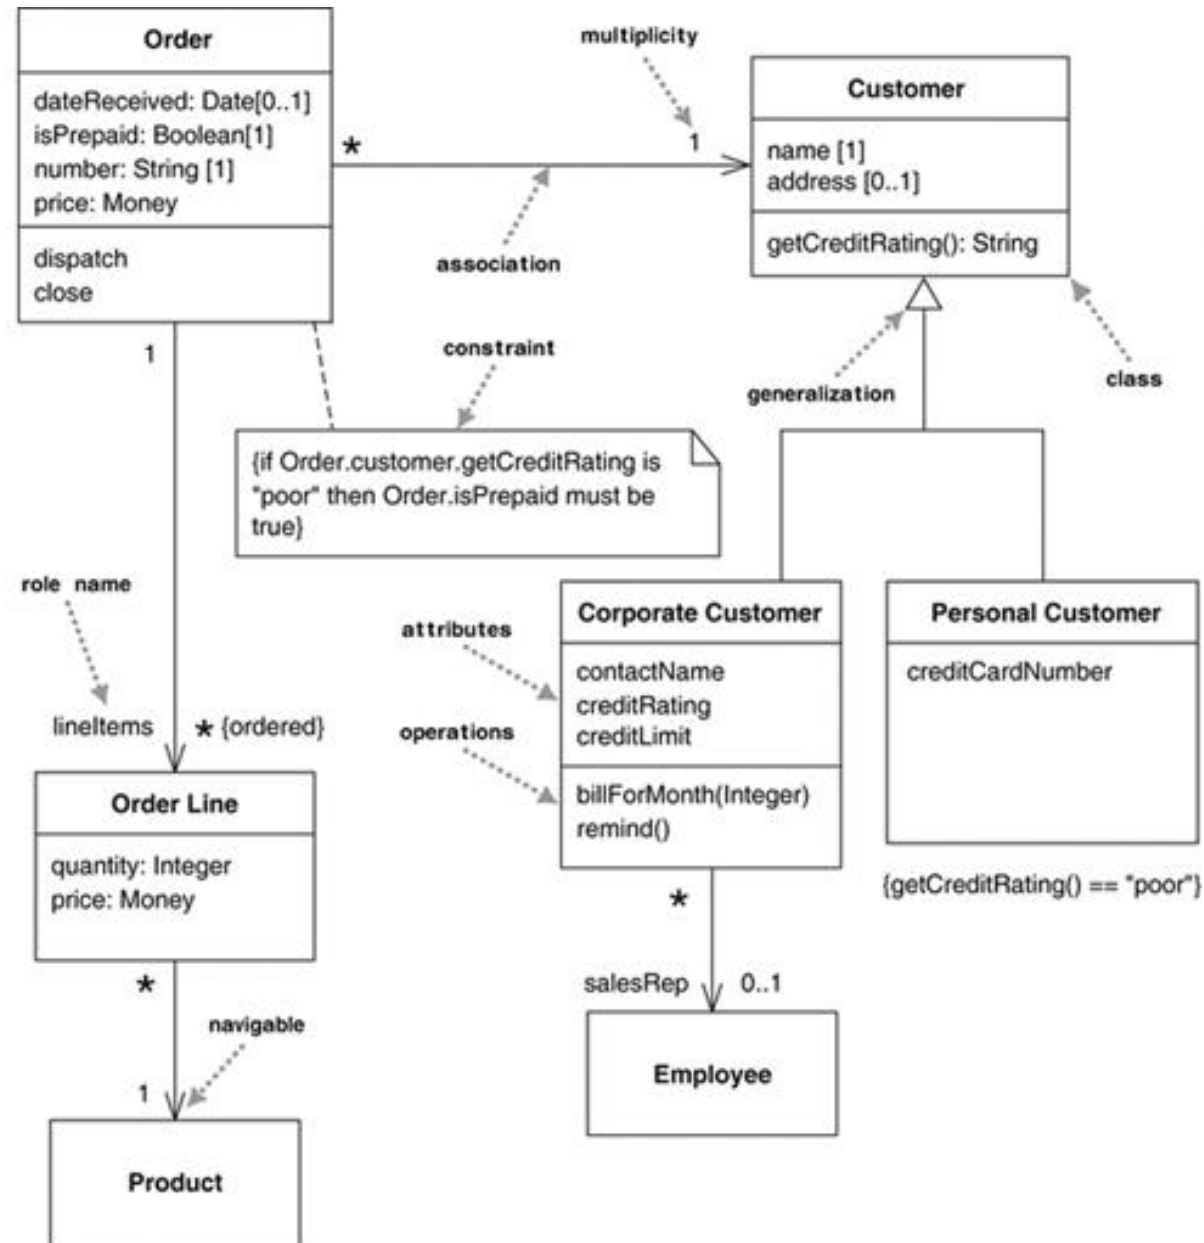 Order
dateReceived: Date[0..1]
isPrepaid: Boolean[1]
number: String [1]
price: Money
dispatch
close
multiplicity
*
1
association
Customer
name [1]
address [0..1]
getCreditRating(): String
generalization
class
constraint
{if Order.customer.getCreditRating is
"poor" then Order.isPrepaid must be
true}
1
role name
lineItems
* {ordered}
Order Line
quantity: Integer
price: Money
*
navigable
1
Product
attributes
operations
Corporate Customer
contactName
creditRating
creditLimit
billForMonth(Integer)
remind()
*
salesRep
0..1
Employee
Personal Customer
creditCardNumber
{getCreditRating() == "poor"}